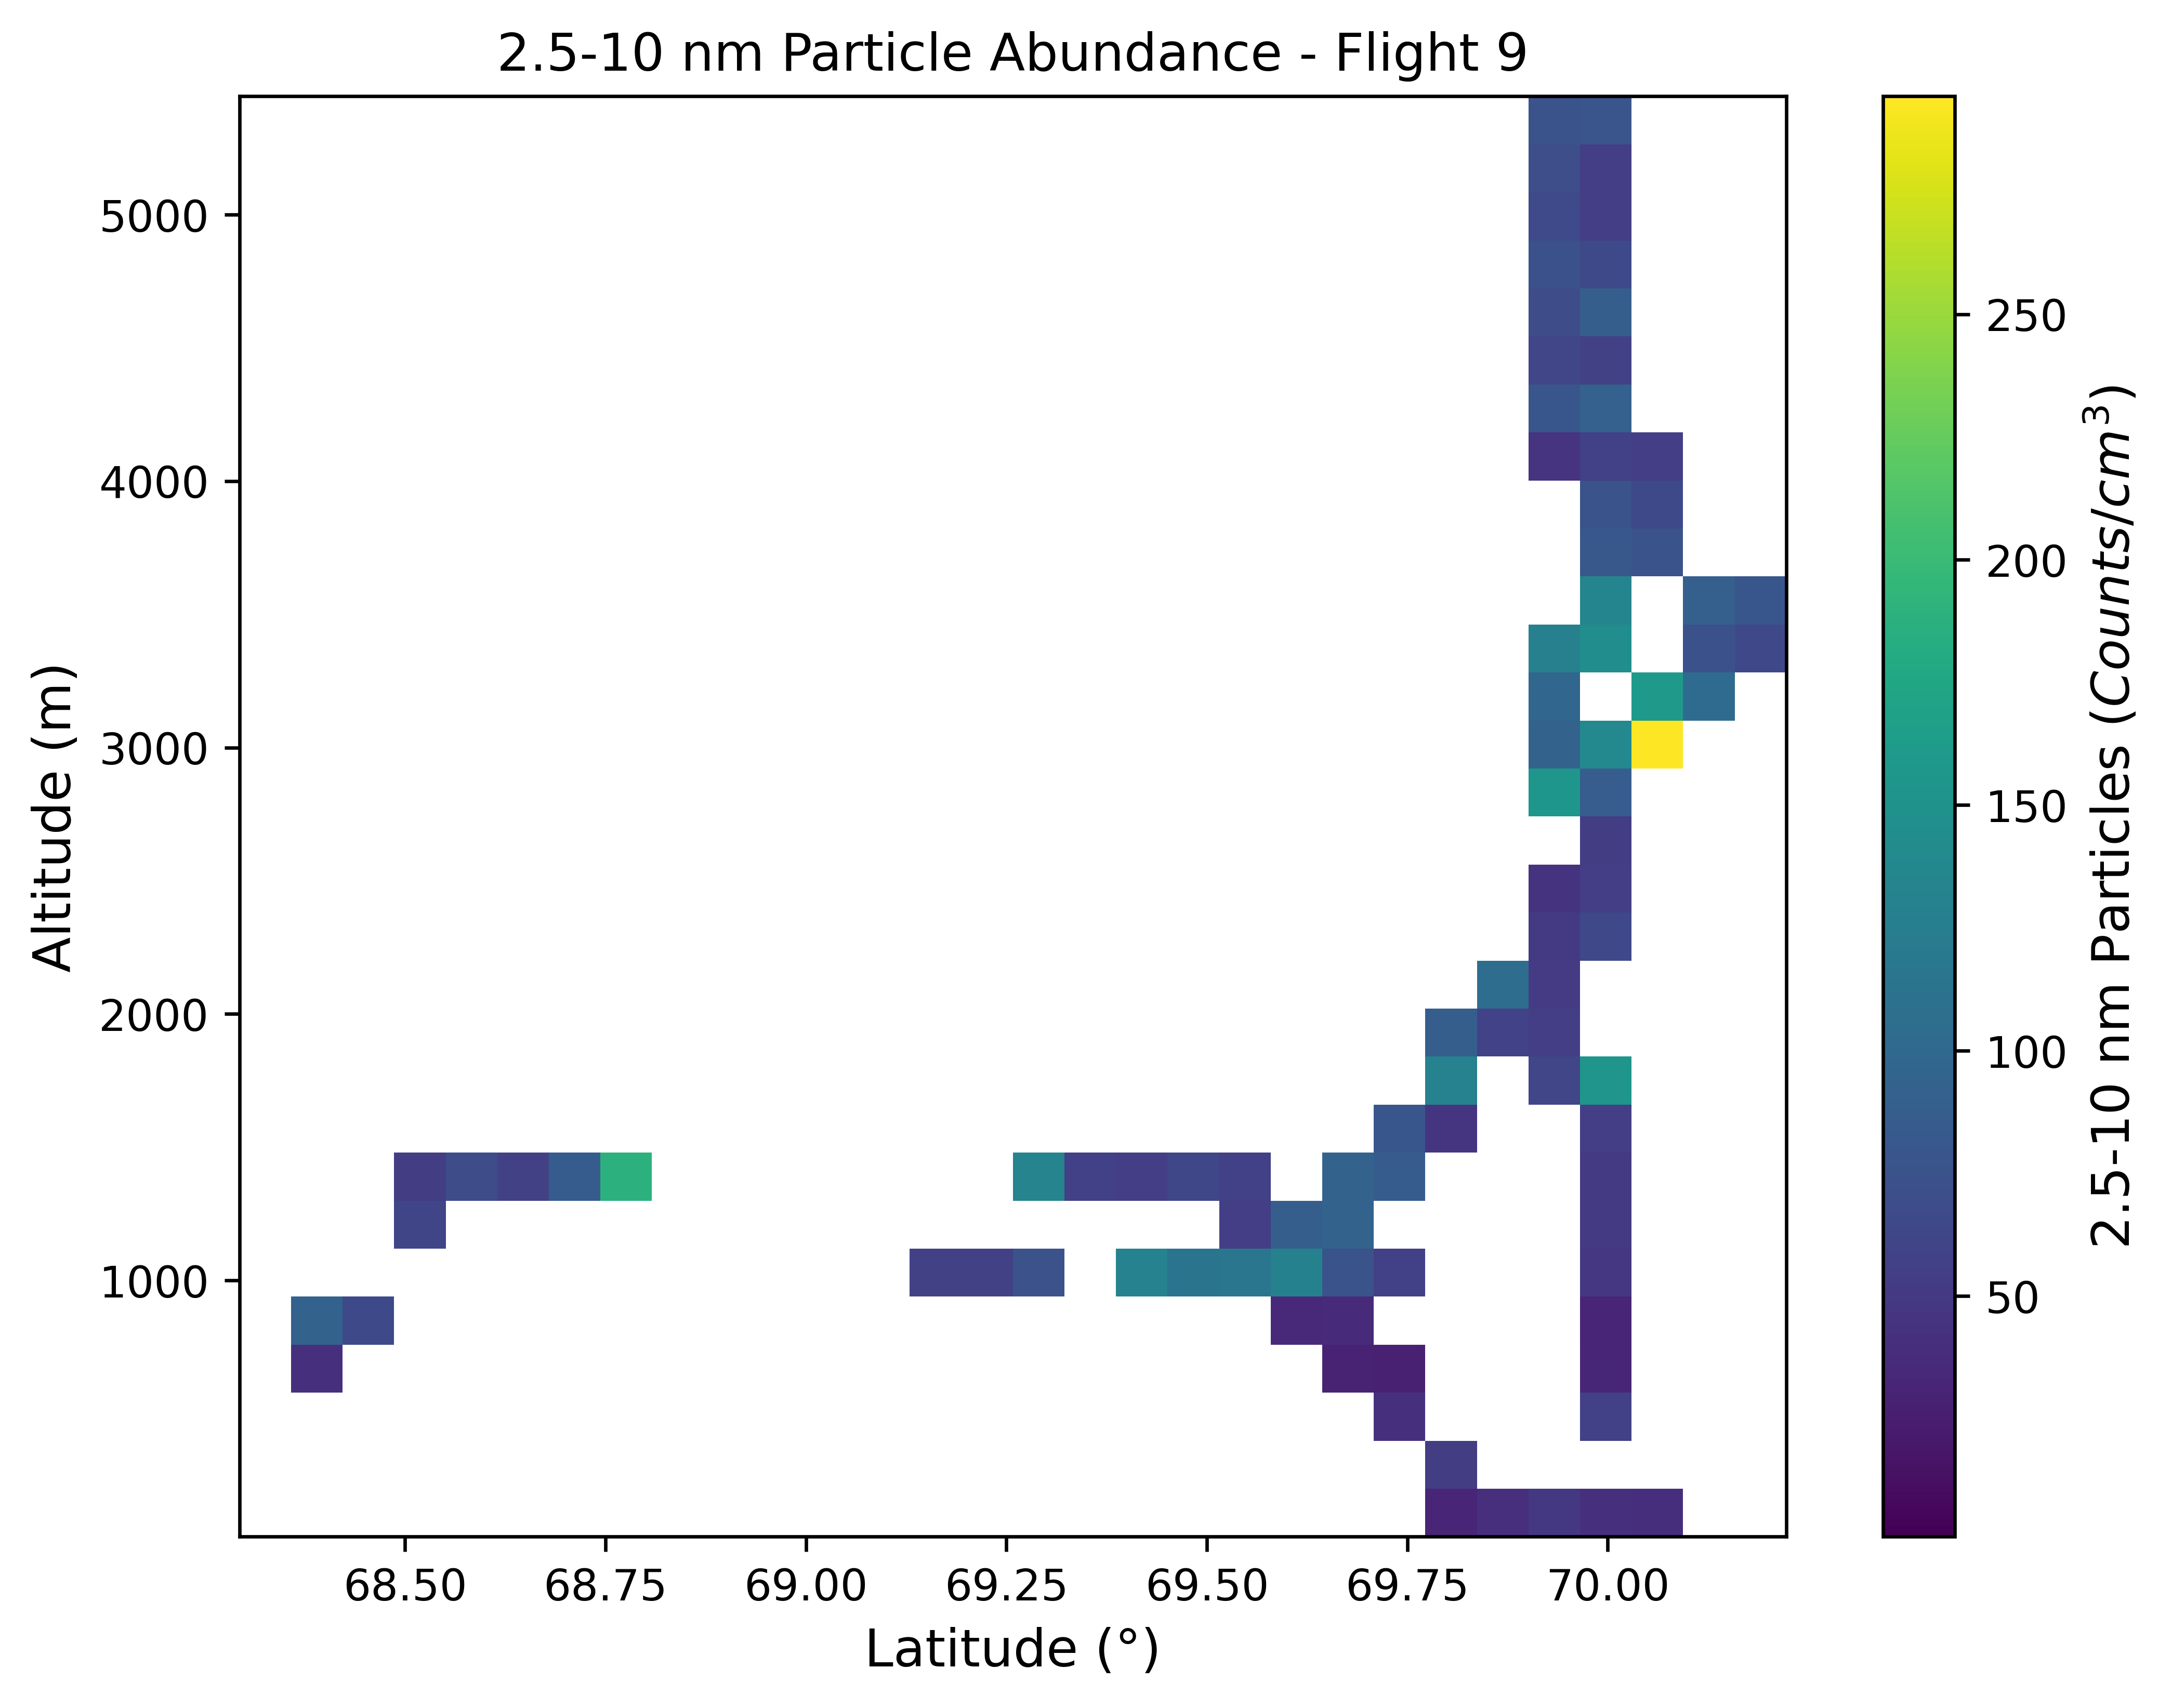 2.5-10 nm Particle Abundance - Flight 9
Altitude (m)
5000
4000
3000
2000
1000
68.50 68.75 69.00 69.25 69.50 69.75 70.00
Latitude (°)
250
200
150
100
50
2.5-10 nm Particles (Counts/cm³)